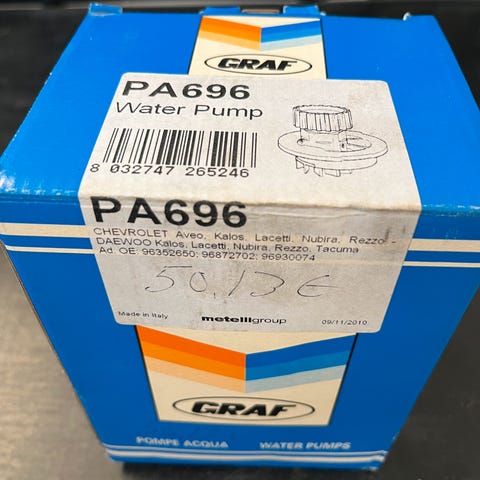 GRAF
PA696
Water Pump
8 032747 265246
PA696
CHEVROLET Aveo, Kalos, Lacetti, Nubira, Rezzo -
DAEWOO Kalos, Lacetti, Nubira, Rezzo, Tacuma
Ad. OE: 96352650; 96872702; 96930074
50,13 €
Made in Italy
metelligroup
09/11/2010
GRAF
POMPE ACQUA
WATER PUMPS